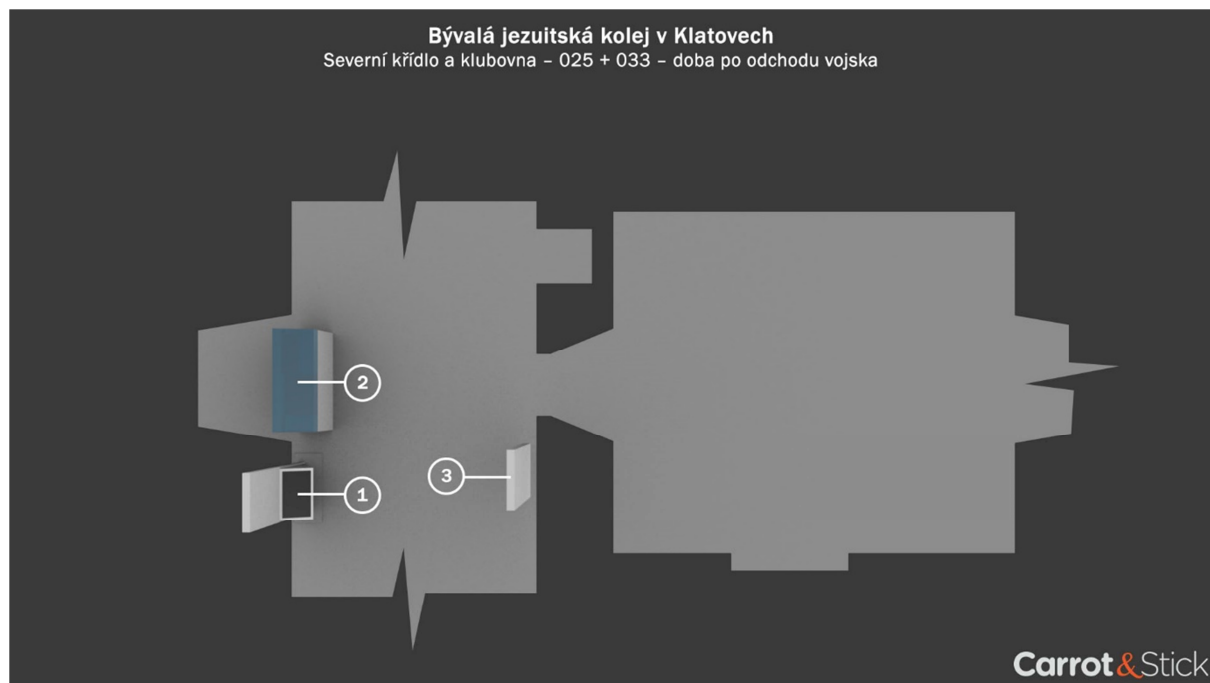 Bývalá jezuitská kolej v Klatovech
Severní křídlo a klubovna – 025 + 033 – doba po odchodu vojska
2
3
1
Carrot&Stick